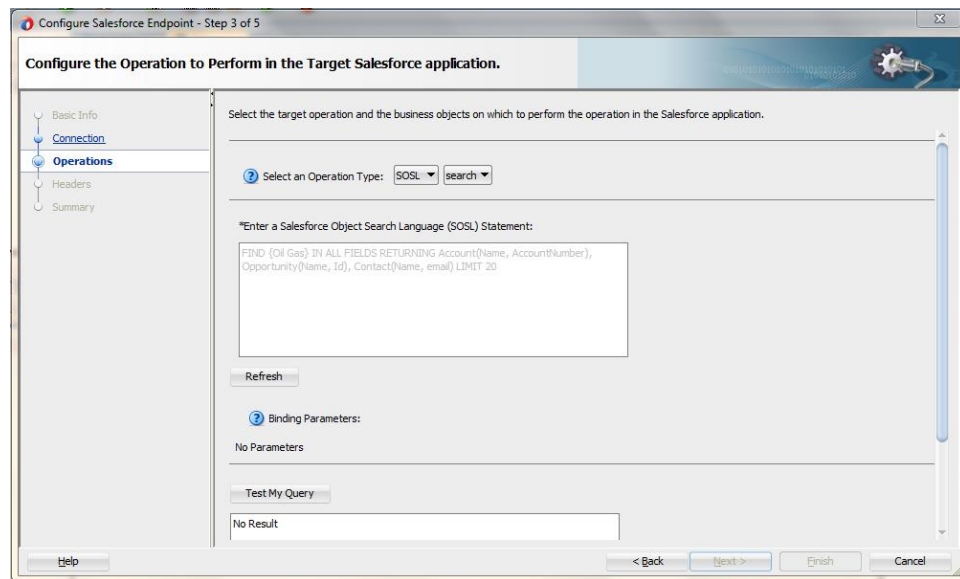 Configure Salesforce Endpoint - Step 3 of 5
Configure the Operation to Perform in the Target Salesforce application.
Basic Info
Connection
Operations
Headers
Summary
Select the target operation and the business objects on which to perform the operation in the Salesforce application.
Select an Operation Type: SOSL search
*Enter a Salesforce Object Search Language (SOSL) Statement:
FIND {Oil Gas} IN ALL FIELDS RETURNING Account(Name, AccountNumber),
Opportunity(Name, Id), Contact(Name, email) LIMIT 20
Refresh
Binding Parameters:
No Parameters
Test My Query
No Result
Help
< Back
Next >
Finish
Cancel